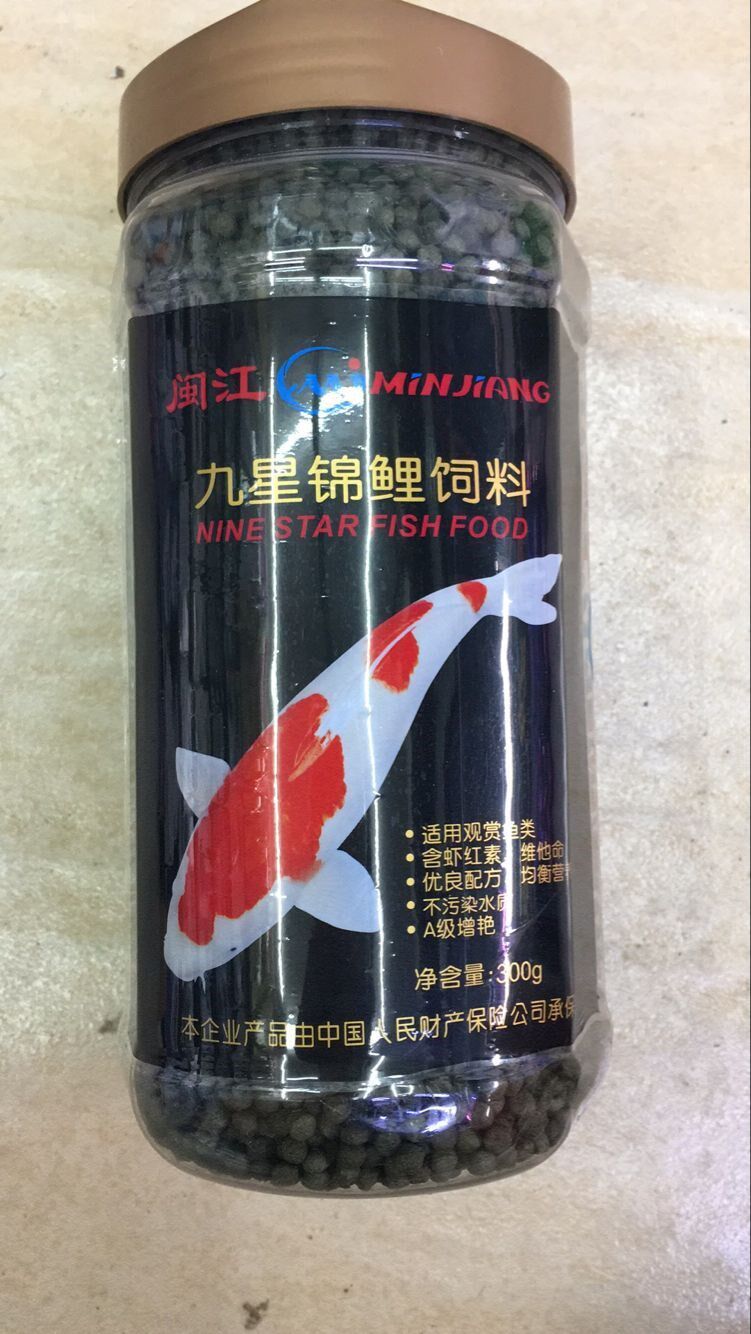 闽江 MINJIANG
九星锦鲤饲料
NINE STAR FISH FOOD
• 适用观赏鱼类
• 含虾红素 维他命
• 优良配方 均衡营
• 不污染水质
• A级增艳
净含量:300g
本企业产品由中国人民财产保险公司承保